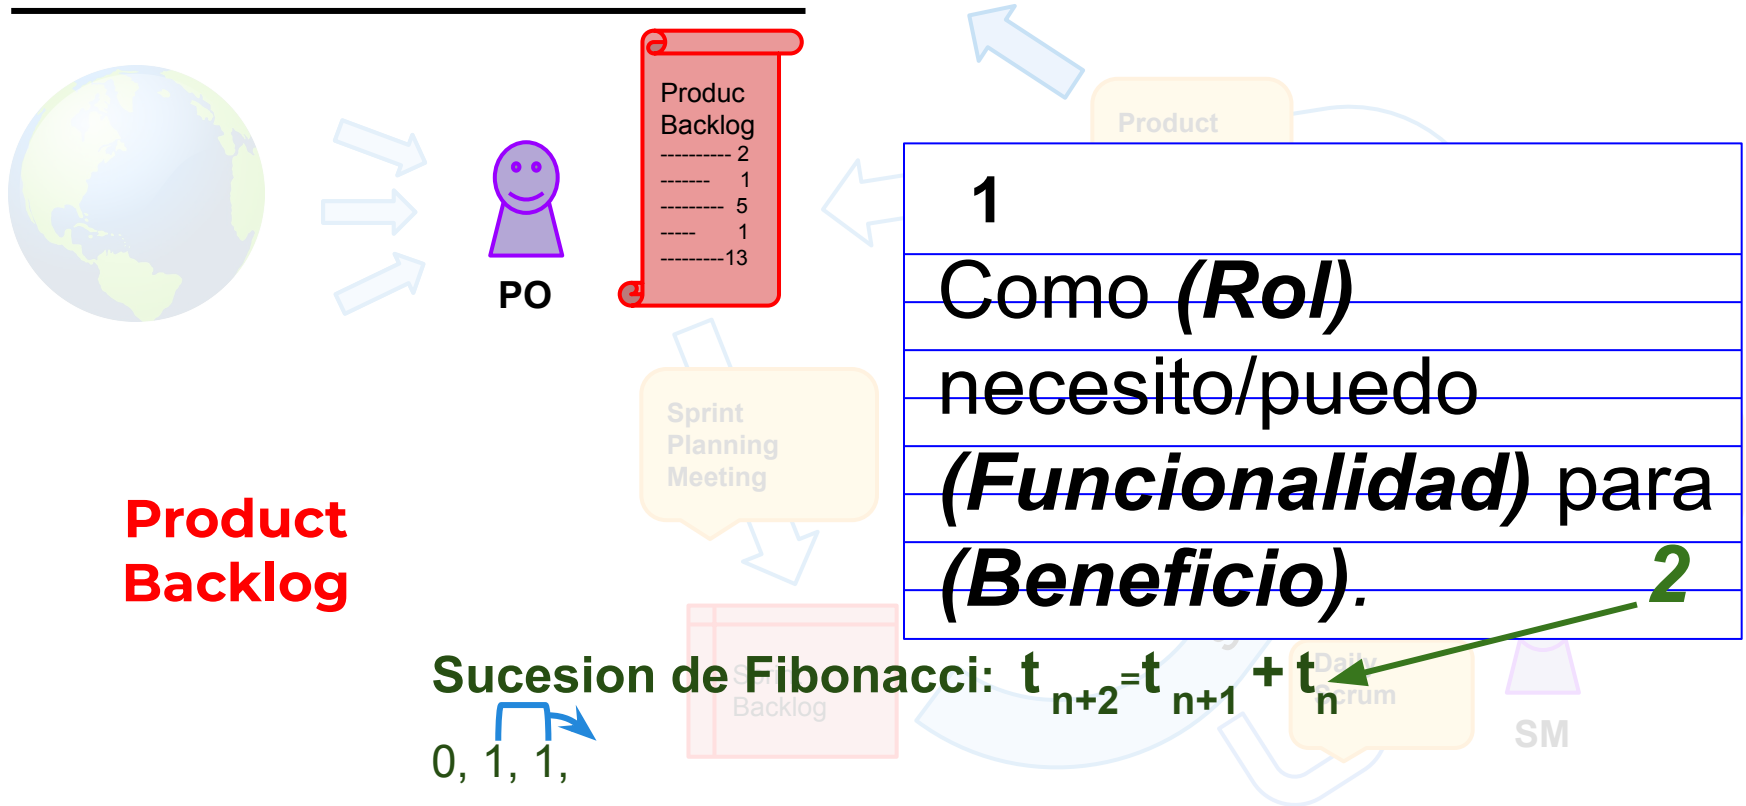 Produc
Backlog
---------- 2
------- 1
--------- 5
----- 1
---------13
PO
Product
1
Como (Rol)
necesito/puedo
(Funcionalidad) para
(Beneficio).
2
Sprint
Planning
Meeting
Product
Backlog
Sucesion de Fibonacci: t n+2=t n+1 + t n
0, 1, 1,
Backlog
Daily
Scrum
SM